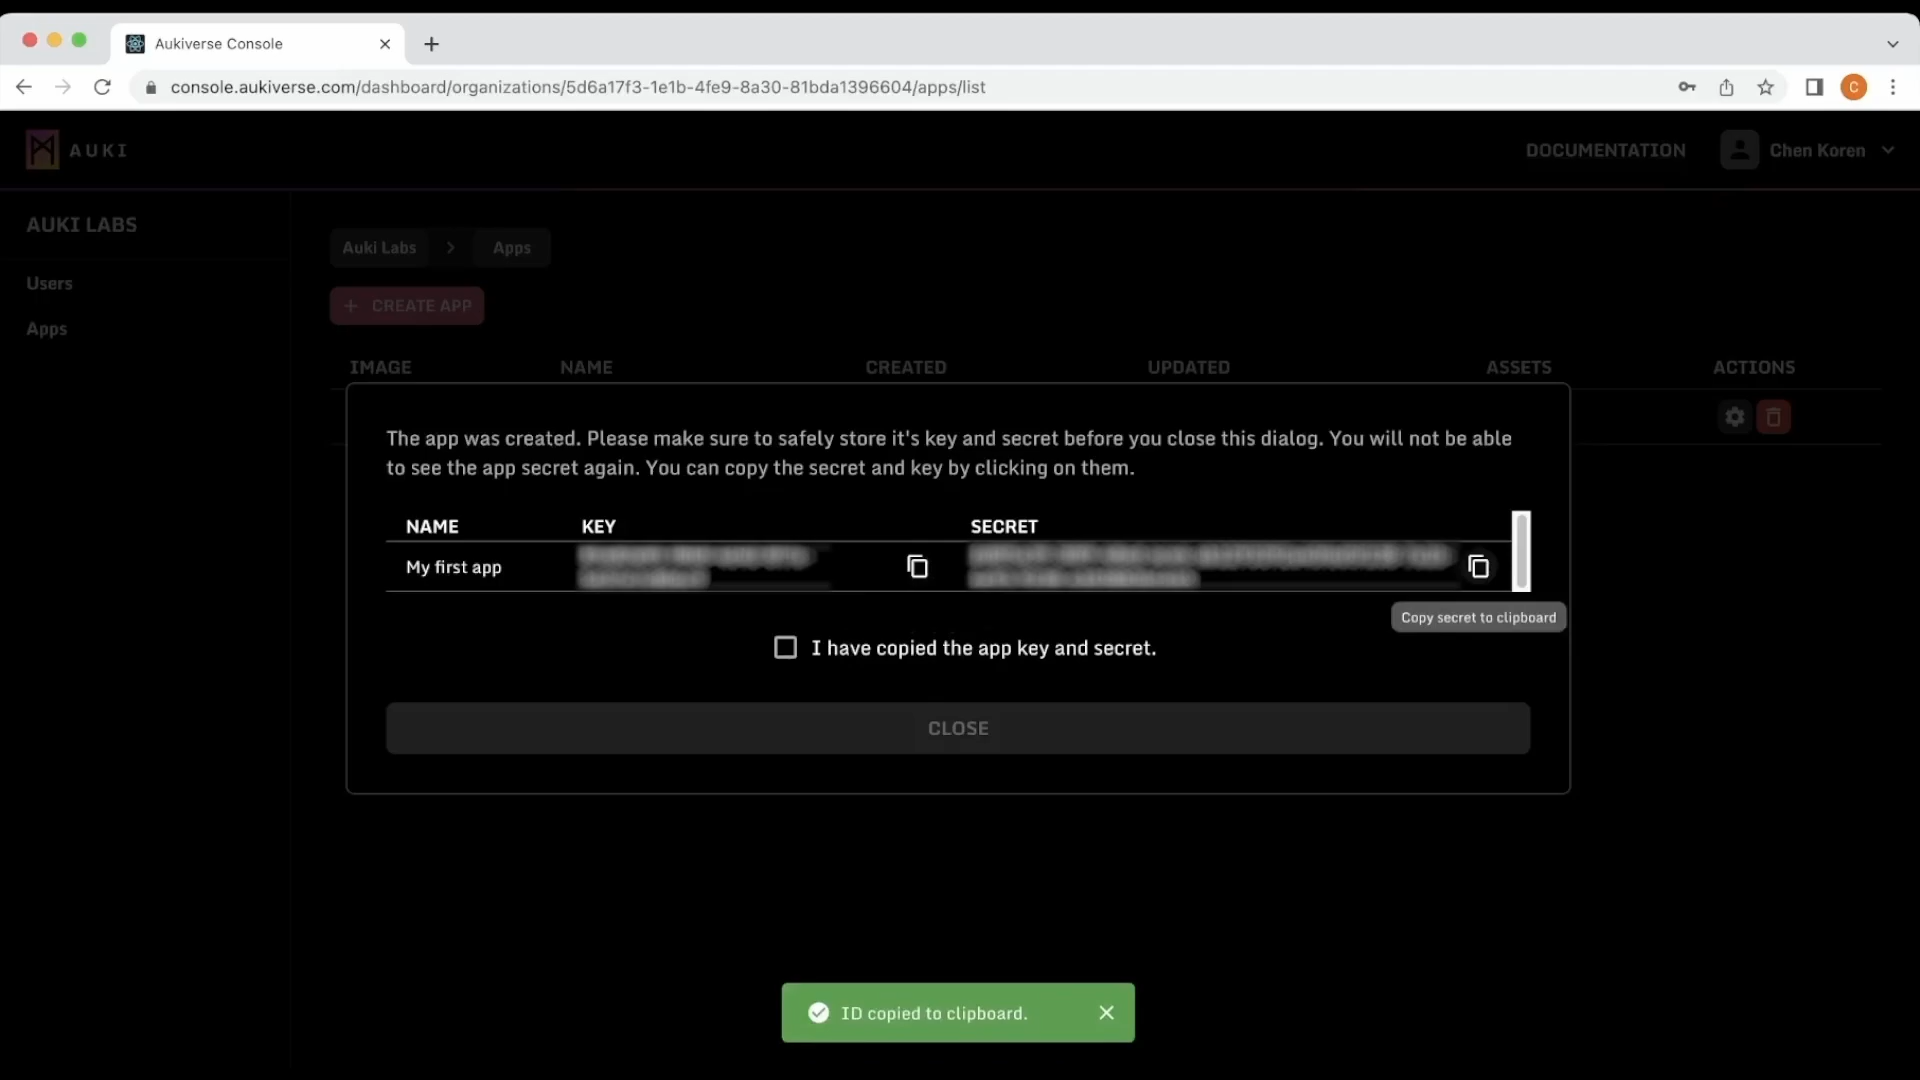 Aukiverse Console
console.aukiverse.com/dashboard/organizations/5d6a17f3-1e1b-4fe9-8a30-81bda1396604/apps/list
C
AUKI
DOCUMENTATION
Chen Koren
AUKI LABS
Users
Apps
Auki Labs > Apps
+ CREATE APP
IMAGE NAME CREATED UPDATED ASSETS ACTIONS
The app was created. Please make sure to safely store it's key and secret before you close this dialog. You will not be able
to see the app secret again. You can copy the secret and key by clicking on them.
NAME KEY SECRET
My first app
Copy secret to clipboard
I have copied the app key and secret.
CLOSE
ID copied to clipboard.